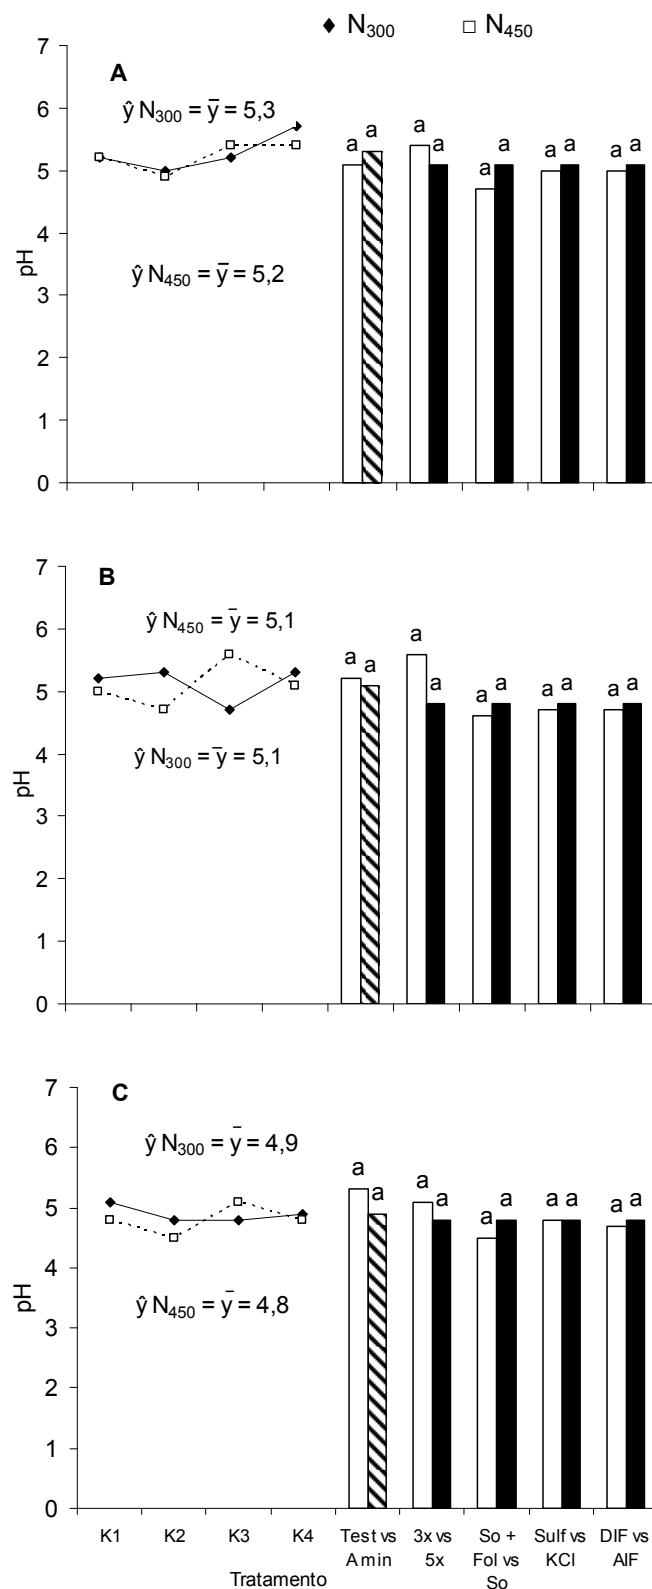 N300 N450
7
A
ŷ N300 = y̅ = 5,3
6
a a a a a a a a a a
5
ŷ N450 = y̅ = 5,2
4
pH
3
2
1
0
7
B
ŷ N450 = y̅ = 5,1
6
a a a a a a a a a a
5
ŷ N300 = y̅ = 5,1
4
pH
3
2
1
0
7
C
ŷ N300 = y̅ = 4,9
6
a a a a a a a a a a
5
ŷ N450 = y̅ = 4,8
4
pH
3
2
1
0
K1 K2 K3 K4 Test vs 3x vs So + Sulf vs DIF vs
Amin 5x Fol vs KCl AIF
Tratamento So